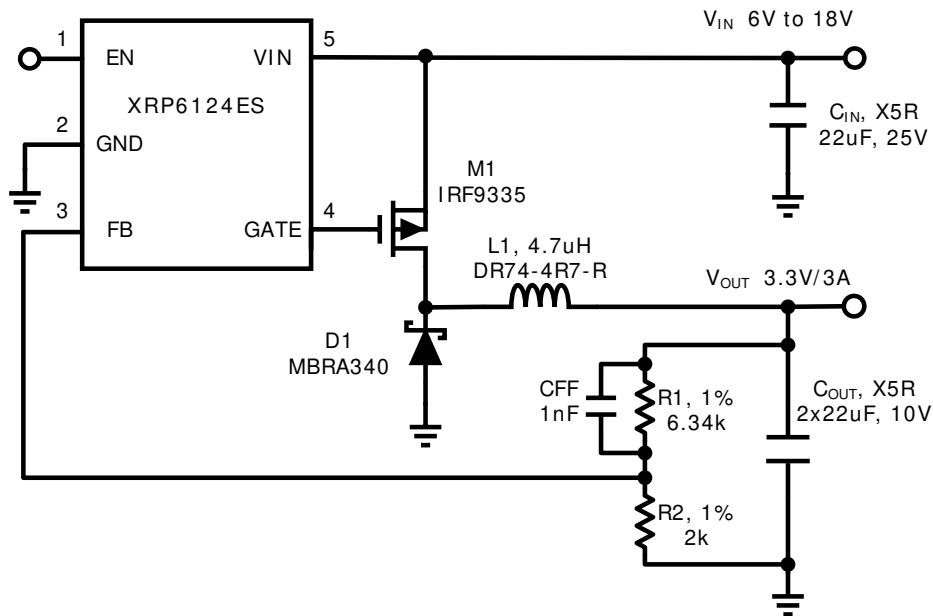 V_IN 6V to 18V
1
EN
VIN
5
XRP6124ES
2
GND
C_IN, X5R
22uF, 25V
M1
IRF9335
3
FB
GATE
4
L1, 4.7uH
DR74-4R7-R
V_OUT 3.3V/3A
D1
MBRA340
CFF
1nF
R1, 1%
6.34k
C_OUT, X5R
2x22uF, 10V
R2, 1%
2k